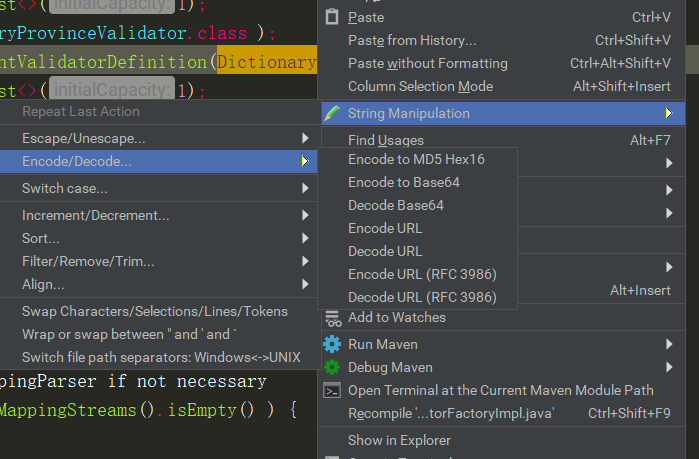 st<>( initialCapacity: 1);
ryProvinceValidator.class );
ntValidatorDefinition(Dictionary
st<>( initialCapacity: 1);
Repeat Last Action
Escape/Unescape...
Encode/Decode...
Switch case...
Increment/Decrement...
Sort...
Filter/Remove/Trim...
Align...
Swap Characters/Selections/Lines/Tokens
Wrap or swap between " and ' and `
Switch file path separators: Windows<->UNIX
pingParser if not necessary
MappingStreams().isEmpty() ) {
Paste Ctrl+V
Paste from History... Ctrl+Shift+V
Paste without Formatting Ctrl+Alt+Shift+V
Column Selection Mode Alt+Shift+Insert
String Manipulation
Find Usages Alt+F7
Encode to MD5 Hex16
Encode to Base64
Decode Base64
Encode URL
Decode URL
Encode URL (RFC 3986)
Decode URL (RFC 3986)
Alt+Insert
Add to Watches
Run Maven
Debug Maven
Open Terminal at the Current Maven Module Path
Recompile '...torFactoryImpl.java' Ctrl+Shift+F9
Show in Explorer